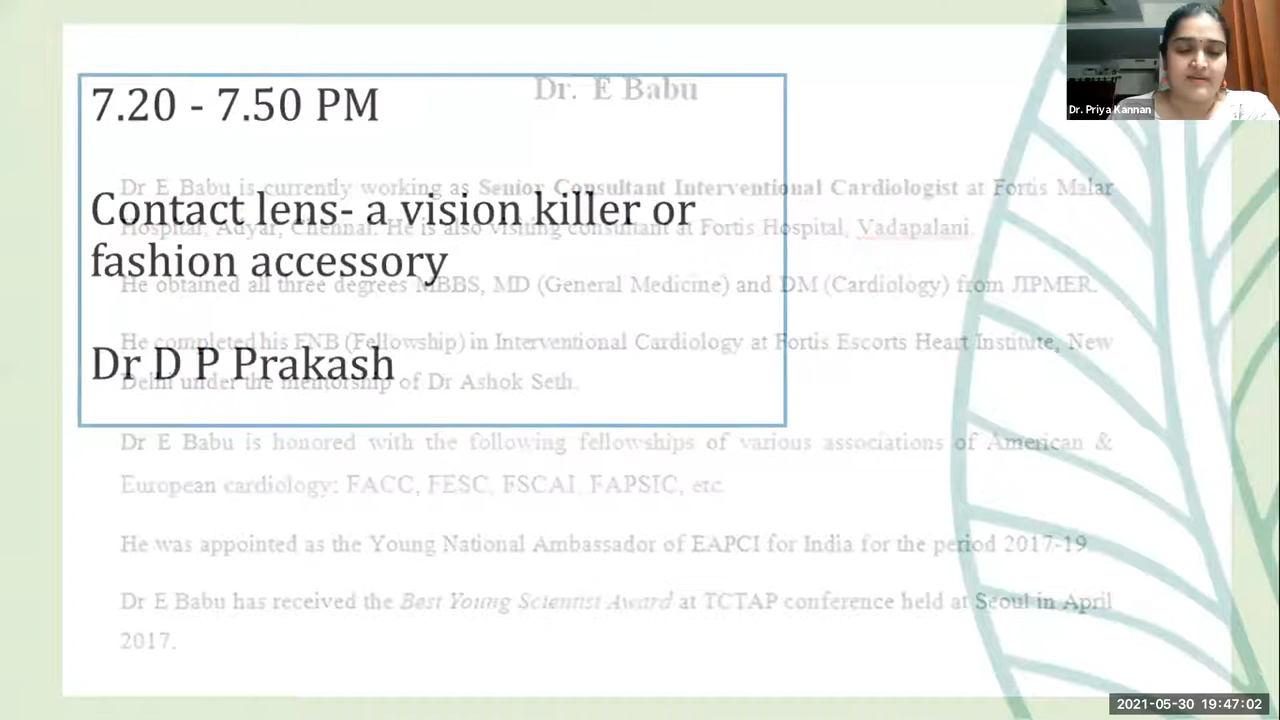 7.20 - 7.50 PM
Contact lens- a vision killer or
fashion accessory
Dr D P Prakash
Dr. E Babu
Dr E Babu is currently working as Senior Consultant Interventional Cardiologist at Fortis Malar
Hospital, Adyar, Chennai. He is also visiting consultant at Fortis Hospital, Vadapalani.
He obtained all three degrees MBBS, MD (General Medicine) and DM (Cardiology) from JIPMER.
He completed his FNB (Fellowship) in Interventional Cardiology at Fortis Escorts Heart Institute, New
Delhi under the mentorship of Dr Ashok Seth.
Dr E Babu is honored with the following fellowships of various associations of American &
European cardiology: FACC, FESC, FSCAI, FAPSIC, etc.
He was appointed as the Young National Ambassador of EAPCI for India for the period 2017-19
Dr E Babu has received the Best Young Scientist Award at TCTAP conference held at Seoul in April
2017.
Dr. Priya Kannan
2021-05-30 19:47:02